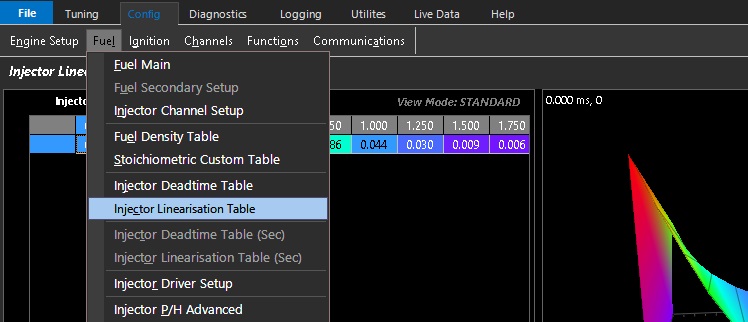 File Tuning Config Diagnostics Logging Utilites Live Data Help
Engine Setup Fuel Ignition Channels Functions Communications
Injector Line
Fuel Main
Fuel Secondary Setup
Injector Channel Setup
Fuel Density Table
Stoichiometric Custom Table
Injector Deadtime Table
Injector Linearisation Table
Injector Deadtime Table (Sec)
Injector Linearisation Table (Sec)
Injector Driver Setup
Injector P/H Advanced
View Mode: STANDARD
50 1.000 1.250 1.500 1.750
86 0.044 0.030 0.009 0.006
0.000 ms, 0